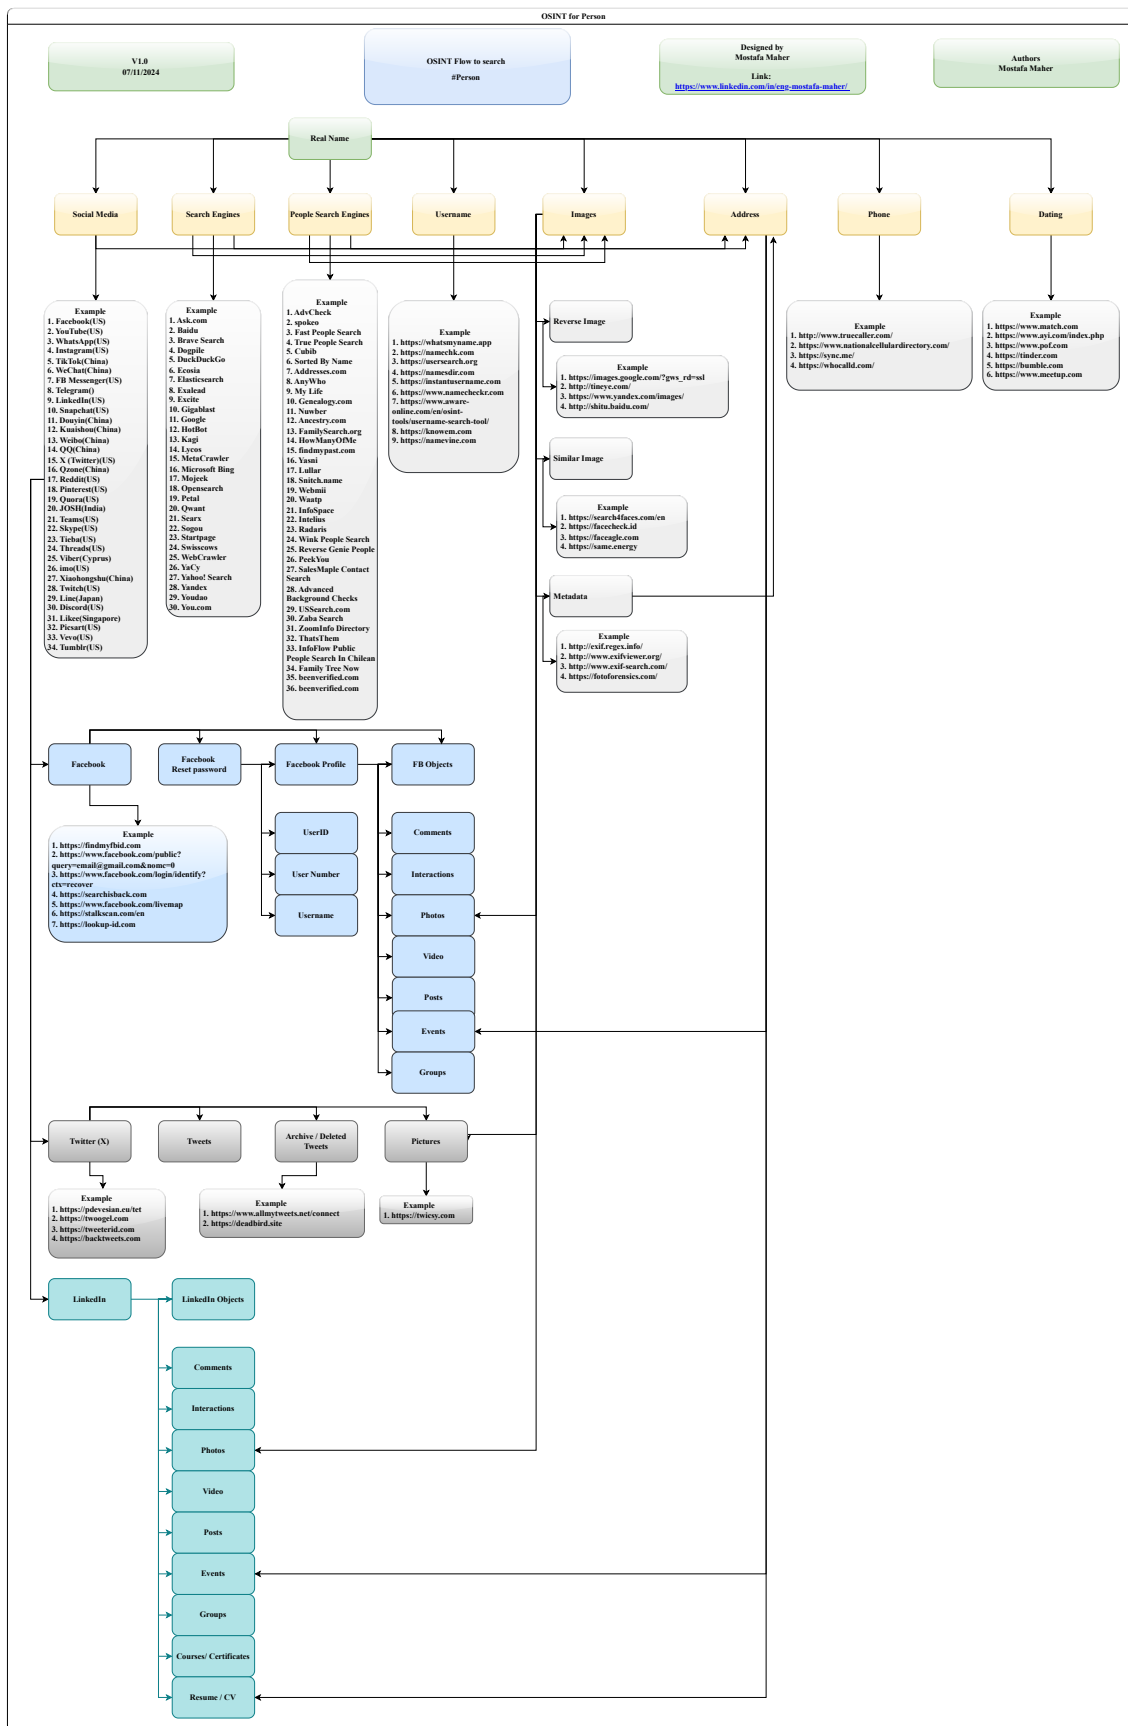 OSINT for Person
V1.0
07/11/2024
OSINT Flow to search
#Person
Designed by
Mostafa Maher
Link:
https://www.linkedin.com/in/eng-mostafa-maher/
Authors
Mostafa Maher
Real Name
Social Media
Search Engines
People Search Engines
Username
Images
Address
Phone
Dating
Example
1. Facebook(US)
2. YouTube(US)
3. WhatsApp(US)
4. Instagram(US)
5. TikTok(China)
6. WeChat(China)
7. FB Messenger(US)
8. Telegram()
9. LinkedIn(US)
10. Snapchat(US)
11. Douyin(China)
12. Kuaishou(China)
13. Weibo(China)
14. QQ(China)
15. X (Twitter)(US)
16. Qzone(China)
17. Reddit(US)
18. Pinterest(US)
19. Quora(US)
20. JOSH(India)
21. Teams(US)
22. Skype(US)
23. Tieba(US)
24. Threads(US)
25. Viber(Cyprus)
26. imo(US)
27. Xiaohongshu(China)
28. Twitch(US)
29. Line(Japan)
30. Discord(US)
31. Likee(Singapore)
32. Picsart(US)
33. Vevo(US)
34. Tumblr(US)
Example
1. Ask.com
2. Baidu
3. Brave Search
4. Dogpile
5. DuckDuckGo
6. Ecosia
7. Elasticsearch
8. Exalead
9. Excite
10. Gigablast
11. Google
12. HotBot
13. Kagi
14. Lycos
15. MetaCrawler
16. Microsoft Bing
17. Mojeek
18. Opensearch
19. Petal
20. Qwant
21. Searx
22. Sogou
23. Startpage
24. Swisscows
25. WebCrawler
26. YaCy
27. Yahoo! Search
28. Yandex
29. Youdao
30. You.com
Example
1. AdvCheck
2. spokeo
3. Fast People Search
4. True People Search
5. Cubib
6. Sorted By Name
7. Addresses.com
8. AnyWho
9. My Life
10. Genealogy.com
11. Nuwber
12. Ancestry.com
13. FamilySearch.org
14. HowManyOfMe
15. findmypast.com
16. Yasni
17. Lullar
18. Snitch.name
19. Webmii
20. Waatp
21. InfoSpace
22. Intelius
23. Radaris
24. Wink People Search
25. Reverse Genie People
26. PeekYou
27. SalesMaple Contact
Search
28. Advanced
Background Checks
29. USSearch.com
30. Zaba Search
31. ZoomInfo Directory
32. ThatsThem
33. InfoFlow Public
People Search In Chilean
34. Family Tree Now
35. beenverified.com
36. beenverified.com
Example
1. https://whatsmyname.app
2. https://namechk.com
3. https://usersearch.org
4. https://namesdir.com
5. https://instantusername.com
6. https://www.namecheckr.com
7. https://www.aware-
online.com/en/osint-
tools/username-search-tool/
8. https://knowem.com
9. https://namevine.com
Reverse Image
Example
1. https://images.google.com/?gws_rd=ssl
2. http://tineye.com/
3. https://www.yandex.com/images/
4. http://shitu.baidu.com/
Similar Image
Example
1. https://search4faces.com/en
2. https://facecheck.id
3. https://faceagle.com
4. https://same.energy
Metadata
Example
1. http://exif.regex.info/
2. http://www.exifviewer.org/
3. http://www.exif-search.com/
4. https://fotoforensics.com/
Example
1. http://www.truecaller.com/
2. https://www.nationalcellulardirectory.com/
3. https://sync.me/
4. https://whocalld.com/
Example
1. https://www.match.com
2. https://www.ayi.com/index.php
3. https://www.pof.com
4. https://tinder.com
5. https://bumble.com
6. https://www.meetup.com
Facebook
Facebook
Reset password
Facebook Profile
FB Objects
Example
1. https://findmyfbid.com
2. https://www.facebook.com/public?
query=email@gmail.com&nomc=0
3. https://www.facebook.com/login/identify?
ctx=recover
4. https://searchisback.com
5. https://www.facebook.com/livemap
6. https://stalkscan.com/en
7. https://lookup-id.com
UserID
User Number
Username
Comments
Interactions
Photos
Video
Posts
Events
Groups
Twitter (X)
Tweets
Archive / Deleted
Tweets
Pictures
Example
1. https://pdevesian.eu/tet
2. https://twoogel.com
3. https://tweeterid.com
4. https://backtweets.com
Example
1. https://www.allmytweets.net/connect
2. https://deadbird.site
Example
1. https://twicsy.com
LinkedIn
LinkedIn Objects
Comments
Interactions
Photos
Video
Posts
Events
Groups
Courses/ Certificates
Resume / CV